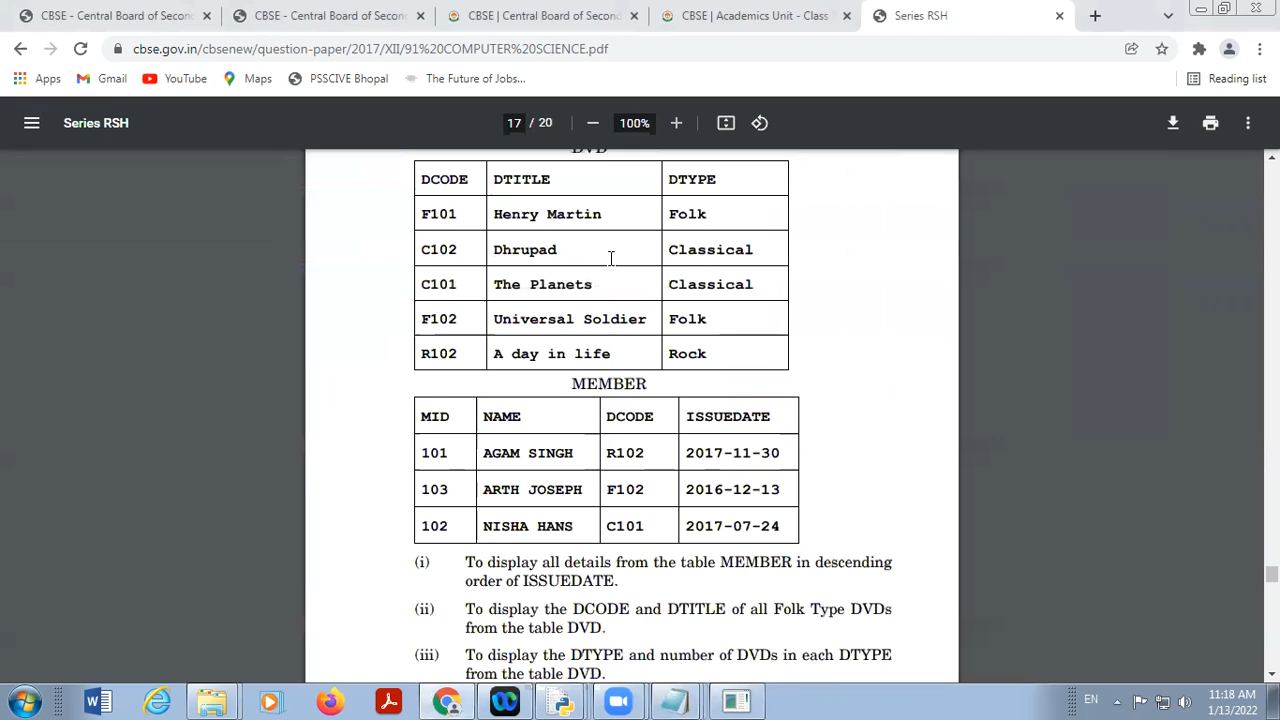 CBSE - Central Board of Secon
CBSE - Central Board of Second
CBSE | Central Board of Second
CBSE | Academics Unit - Class
Series RSH
cbse.gov.in/cbsenew/question-paper/2017/XII/91%20COMPUTER%20SCIENCE.pdf
Apps Gmail YouTube Maps PSSCIVE Bhopal The Future of Jobs... Reading list
Series RSH 17 / 20 100%
DVD
DCODE DTITLE DTYPE
F101 Henry Martin Folk
C102 Dhrupad Classical
C101 The Planets Classical
F102 Universal Soldier Folk
R102 A day in life Rock
MEMBER
MID NAME DCODE ISSUEDATE
101 AGAM SINGH R102 2017-11-30
103 ARTH JOSEPH F102 2016-12-13
102 NISHA HANS C101 2017-07-24
(i) To display all details from the table MEMBER in descending
order of ISSUEDATE.
(ii) To display the DCODE and DTITLE of all Folk Type DVDs
from the table DVD.
(iii) To display the DTYPE and number of DVDs in each DTYPE
from the table DVD.
EN 11:18 AM
1/13/2022